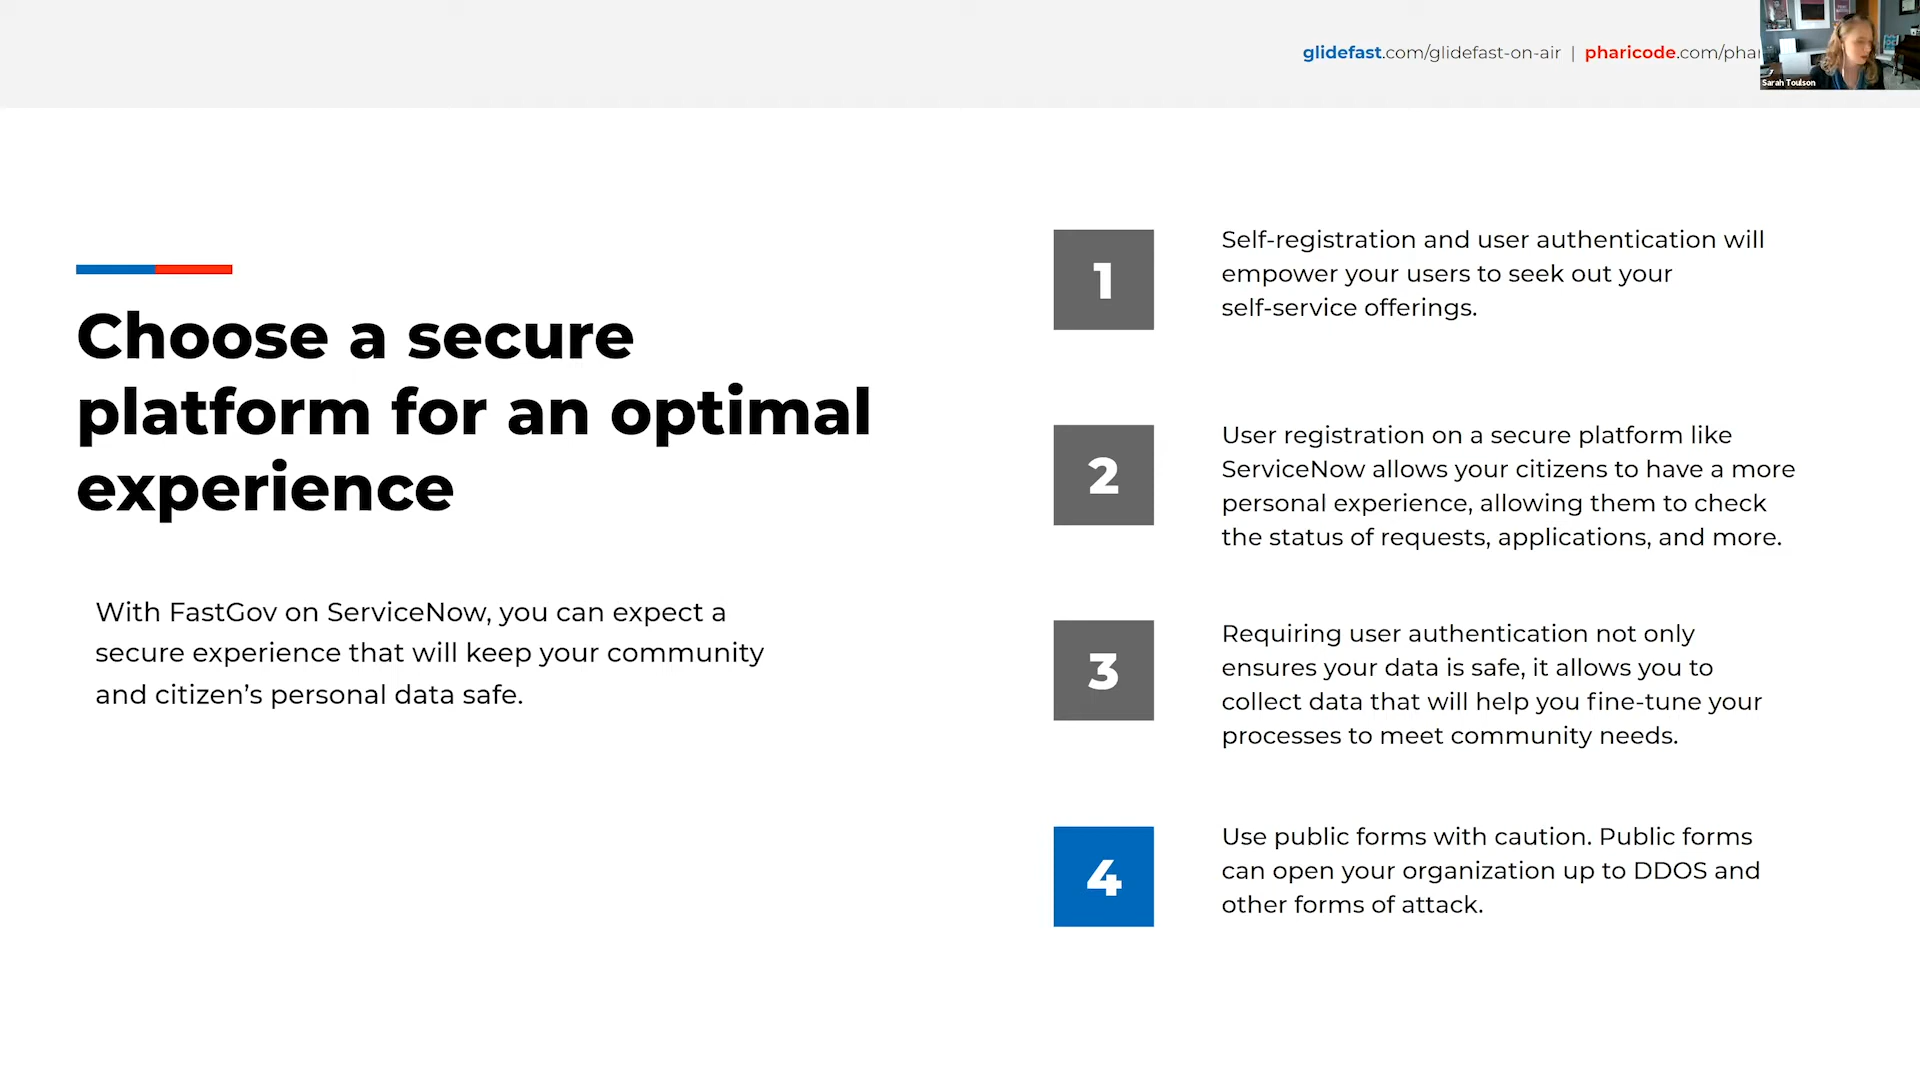 glidefast.com/glidefast-on-air | pharicode.com/phar
Sarah Toulson
Choose a secure
platform for an optimal
experience
With FastGov on ServiceNow, you can expect a
secure experience that will keep your community
and citizen’s personal data safe.
1
Self-registration and user authentication will
empower your users to seek out your
self-service offerings.
2
User registration on a secure platform like
ServiceNow allows your citizens to have a more
personal experience, allowing them to check
the status of requests, applications, and more.
3
Requiring user authentication not only
ensures your data is safe, it allows you to
collect data that will help you fine-tune your
processes to meet community needs.
4
Use public forms with caution. Public forms
can open your organization up to DDOS and
other forms of attack.